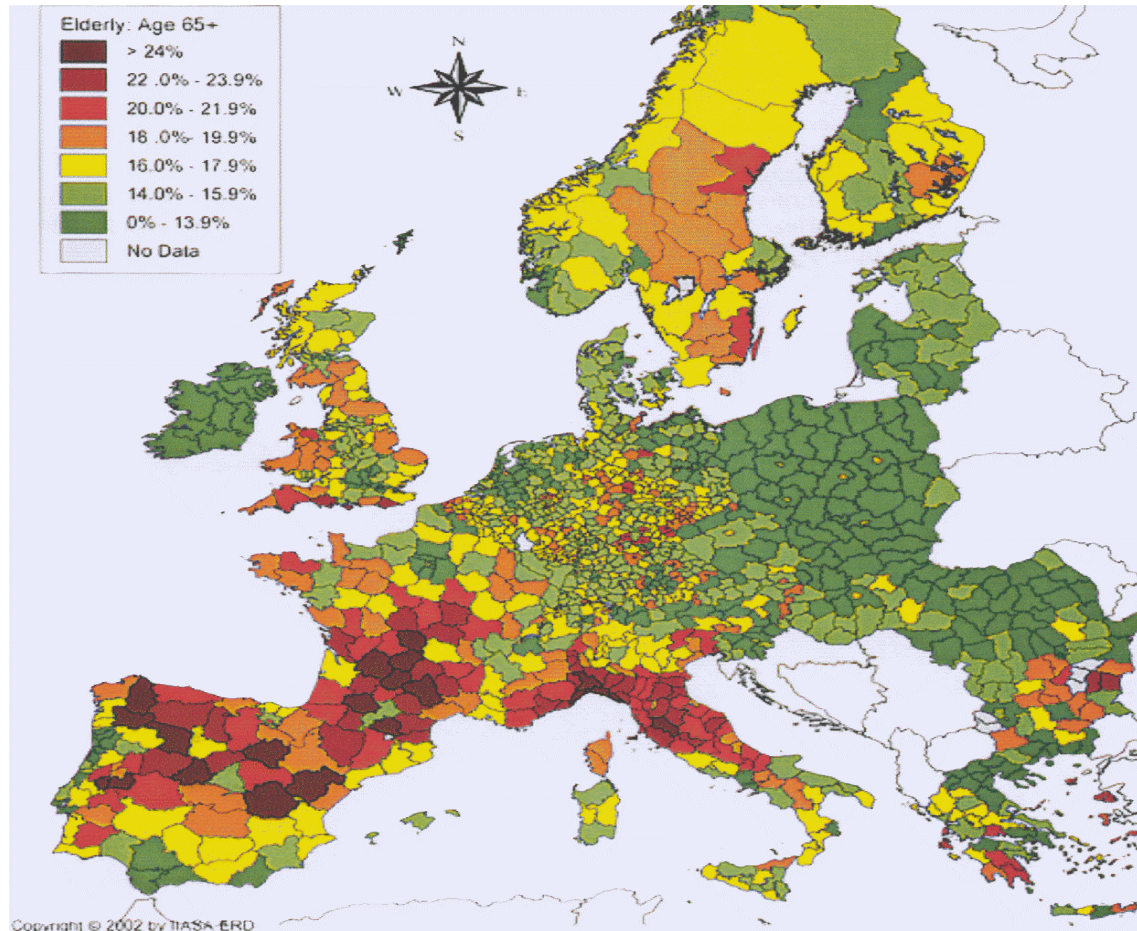 Elderly: Age 65+
> 24%
22 .0% - 23.9%
20.0% - 21.9%
18 .0%- 19.9%
16.0% - 17.9%
14.0% - 15.9%
0% - 13.9%
No Data
N
W E
S
Copyright © 2002 by IIASA-ERD